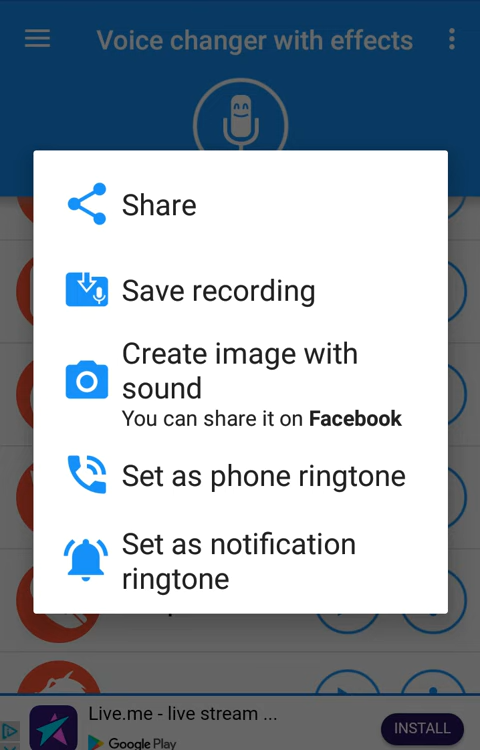 Voice changer with effects
Share
Save recording
Create image with
sound
You can share it on Facebook
Set as phone ringtone
Set as notification
ringtone
Live.me - live stream ...
Google Play
INSTALL